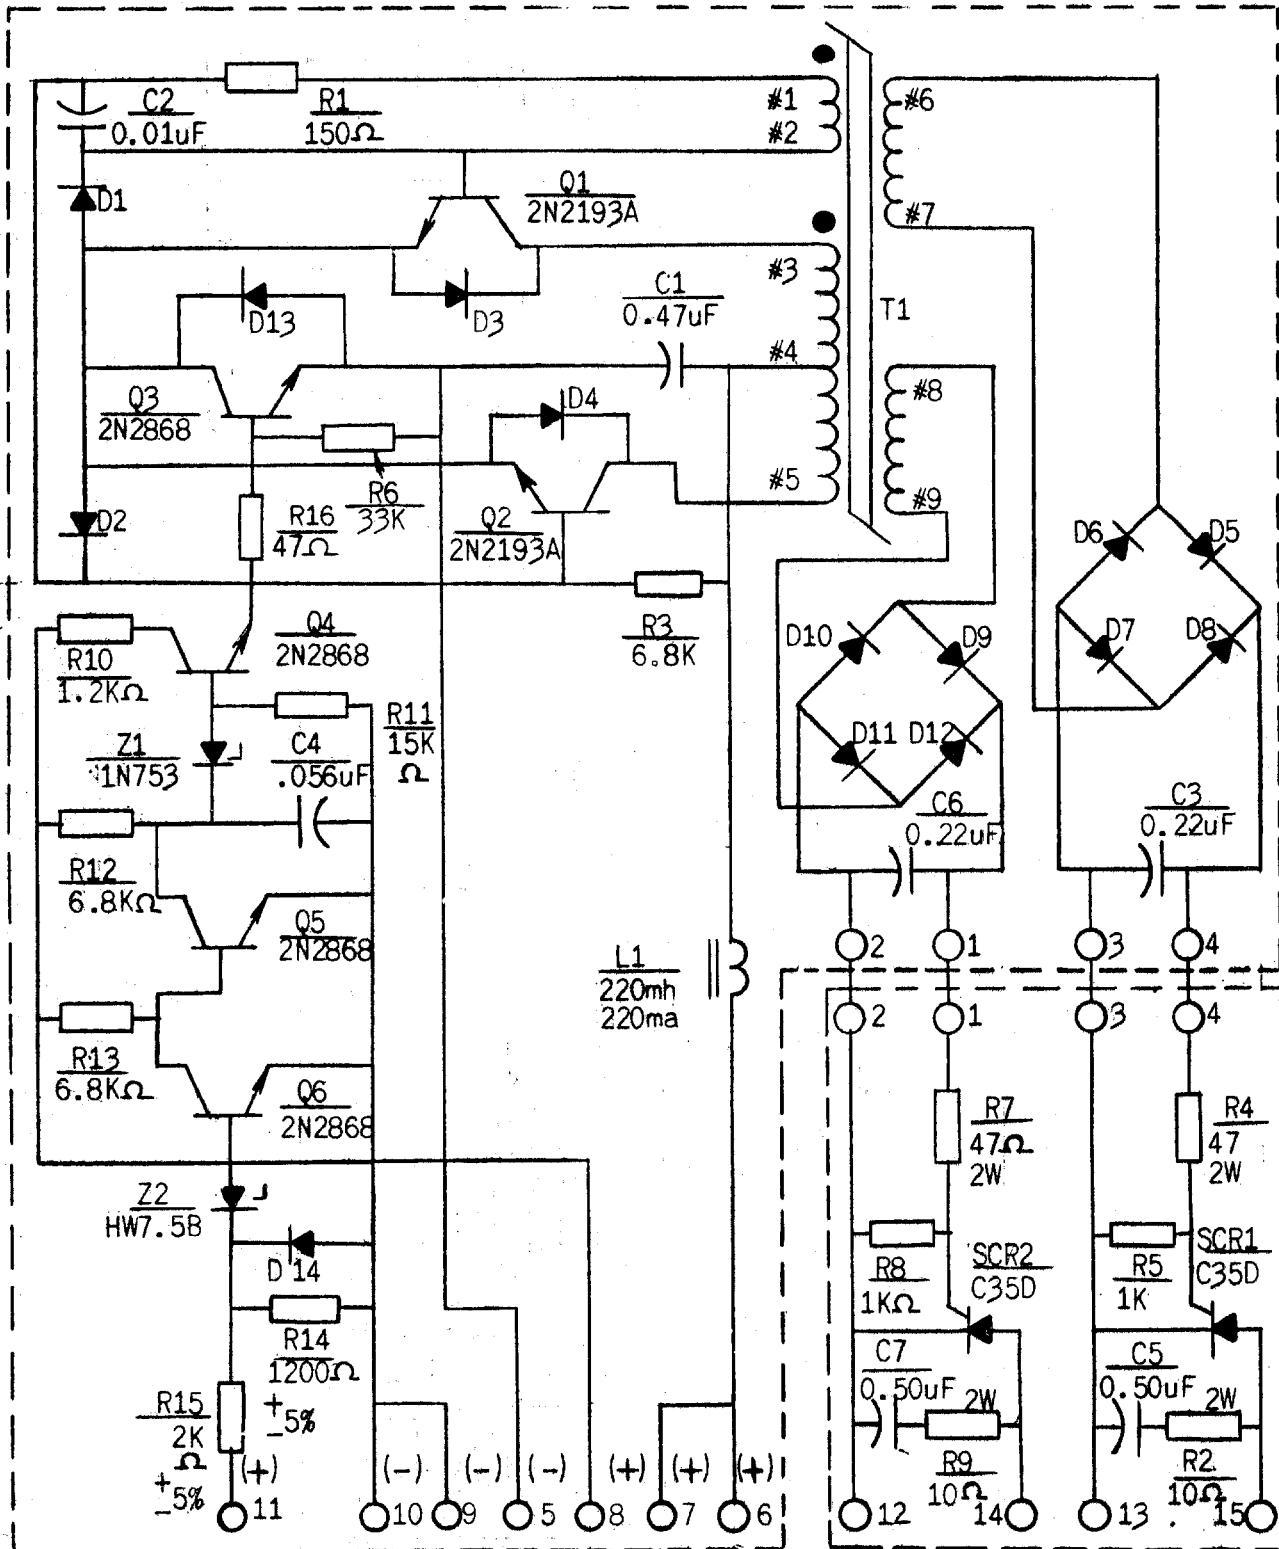 C2
0.01uF
R1
150Ω
#1
#2
#6
D1
Q1
2N2193A
#7
#3
C1
0.47uF
T1
D13
D3
#4
#8
Q3
2N2868
D4
#5
#9
R6
33K
D2
R16
47Ω
Q2
2N2193A
D6
D5
R3
6.8K
D10
D9
D7
D8
Q4
2N2868
R10
1.2KΩ
R11
15K
Ω
Z1
1N753
C4
.056uF
D11
D12
C6
0.22uF
C3
0.22uF
R12
6.8KΩ
Q5
2N2868
L1
220mh
220ma
2
1
3
4
2
1
3
4
R13
6.8KΩ
Q6
2N2868
R7
47Ω
2W
R4
47
2W
Z2
HW7.5B
D14
R8
1KΩ
SCR2
C35D
R5
1K
SCR1
C35D
R14
1200Ω
+
-5%
C7
0.50uF
2W
C5
0.50uF
2W
R15
2K
Ω
+
-5%
R9
10Ω
R2
10Ω
(+)
(-)
(-)
(-)
(+)
(+)
(+)
11
10
9
5
8
7
6
12
14
13
15